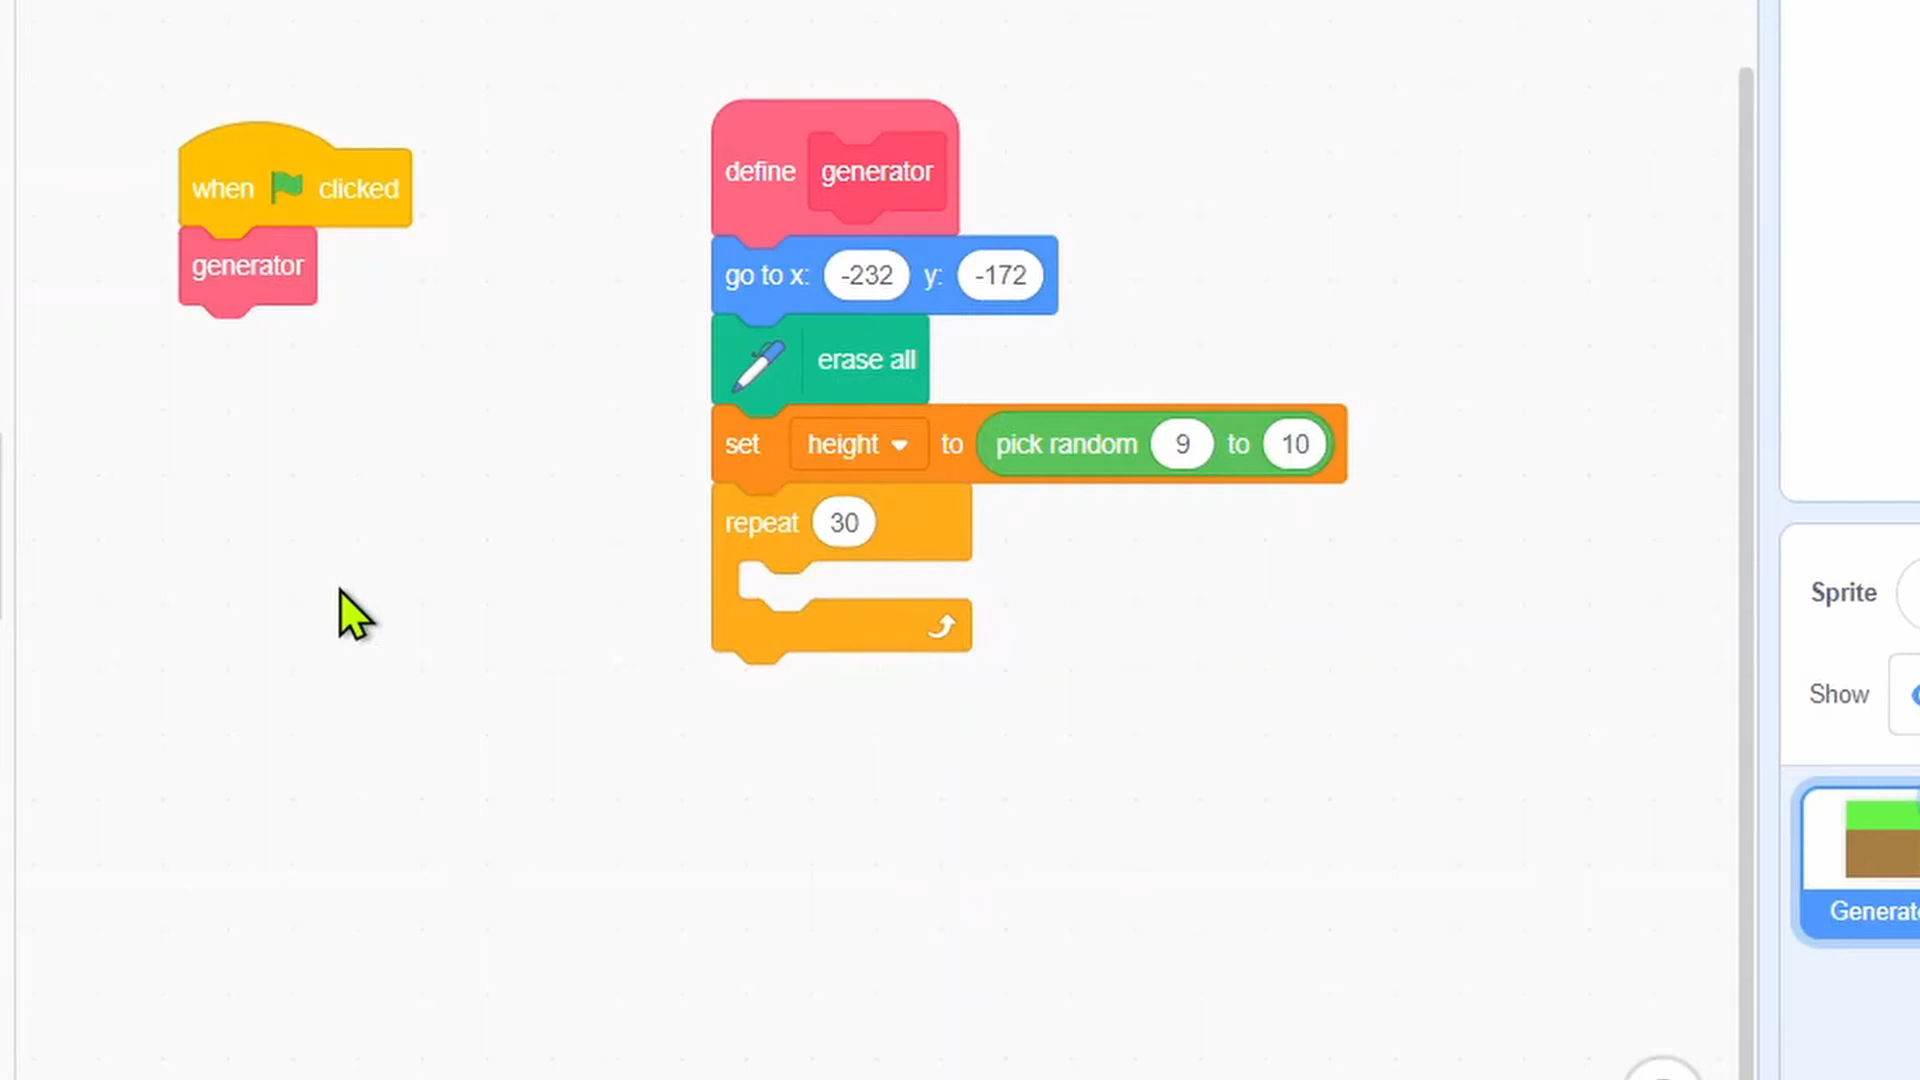 when clicked
generator
define generator
go to x: -232 y: -172
erase all
set height to pick random 9 to 10
repeat 30
Sprite
Show